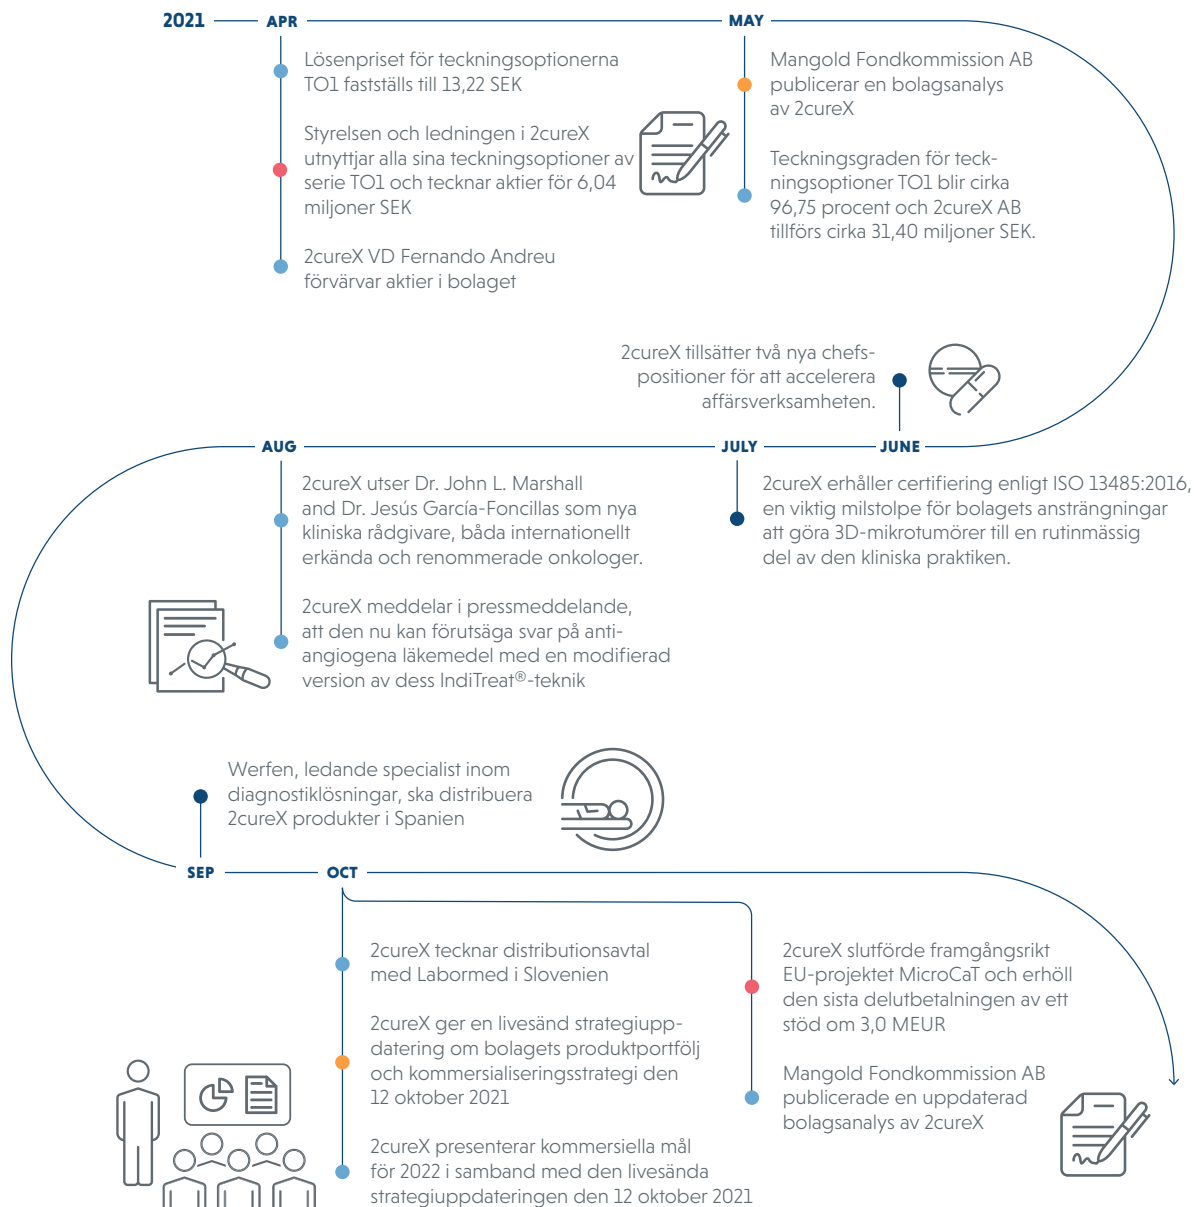 2021
APR
Lösenpriset för teckningsoptionerna
TO1 fastställs till 13,22 SEK
Styrelsen och ledningen i 2cureX
utnyttjar alla sina teckningsoptioner av
serie TO1 och tecknar aktier för 6,04
miljoner SEK
2cureX VD Fernando Andreu
förvärvar aktier i bolaget
MAY
Mangold Fondkommission AB
publicerar en bolagsanalys
av 2cureX
Teckningsgraden för teck-
ningsoptioner TO1 blir cirka
96,75 procent och 2cureX AB
tillförs cirka 31,40 miljoner SEK.
2cureX tillsätter två nya chefs-
positioner för att accelerera
affärsverksamheten.
JUNE
JULY
2cureX erhåller certifiering enligt ISO 13485:2016,
en viktig milstolpe för bolagets ansträngningar
att göra 3D-mikrotumörer till en rutinmässig
del av den kliniska praktiken.
AUG
2cureX utser Dr. John L. Marshall
and Dr. Jesús García-Foncillas som nya
kliniska rådgivare, båda internationellt
erkända och renommerade onkologer.
2cureX meddelar i pressmeddelande,
att den nu kan förutsäga svar på anti-
angiogena läkemedel med en modifierad
version av dess IndiTreat®-teknik
Werfen, ledande specialist inom
diagnostiklösningar, ska distribuera
2cureX produkter i Spanien
SEP
OCT
2cureX tecknar distributionsavtal
med Labormed i Slovenien
2cureX ger en livesänd strategiupp-
datering om bolagets produktportfölj
och kommersialiseringsstrategi den
12 oktober 2021
2cureX presenterar kommersiella mål
för 2022 i samband med den livesända
strategiuppdateringen den 12 oktober 2021
2cureX slutförde framgångsrikt
EU-projektet MicroCaT och erhöll
den sista delutbetalningen av ett
stöd om 3,0 MEUR
Mangold Fondkommission AB
publicerade en uppdaterad
bolagsanalys av 2cureX